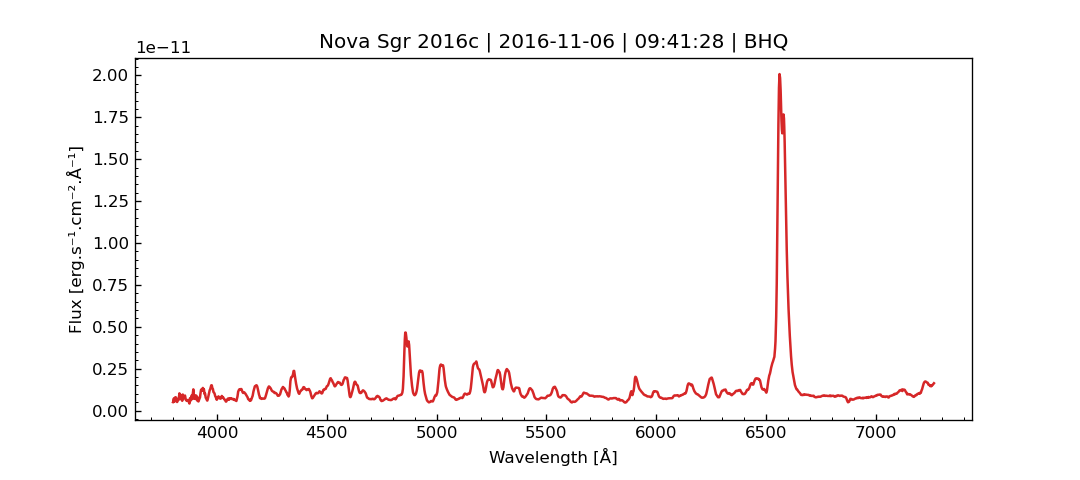 Nova Sgr 2016c | 2016-11-06 | 09:41:28 | BHQ
1e−11
2.00
1.75
1.50
1.25
1.00
0.75
0.50
0.25
0.00
Flux [erg.s⁻¹.cm⁻².Å⁻¹]
4000 4500 5000 5500 6000 6500 7000
Wavelength [Å]